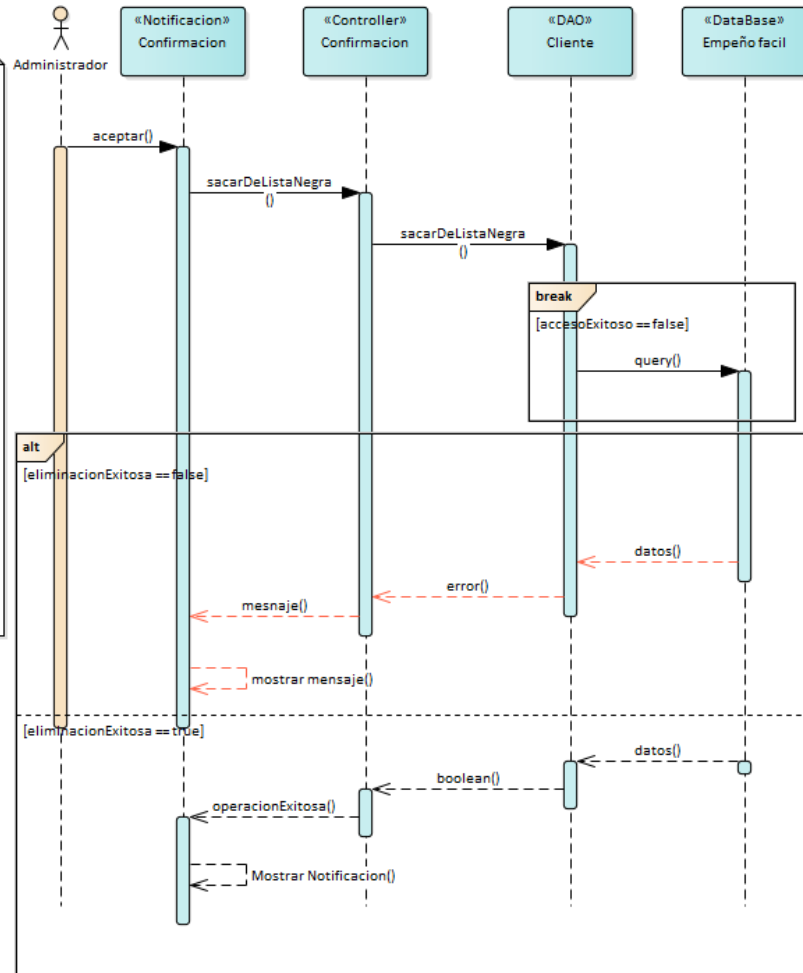 Administrador
«Notificacion»
Confirmacion
«Controller»
Confirmacion
«DAO»
Cliente
«DataBase»
Empeño facil
aceptar()
sacarDeListaNegra
()
sacarDeListaNegra
()
break
[accesoExitoso ==false]
query()
alt
[eliminacionExitosa ==false]
datos()
error()
mesnaje()
mostrar mensaje()
[eliminacionExitosa ==true]
datos()
boolean()
operacionExitosa()
Mostrar Notificacion()